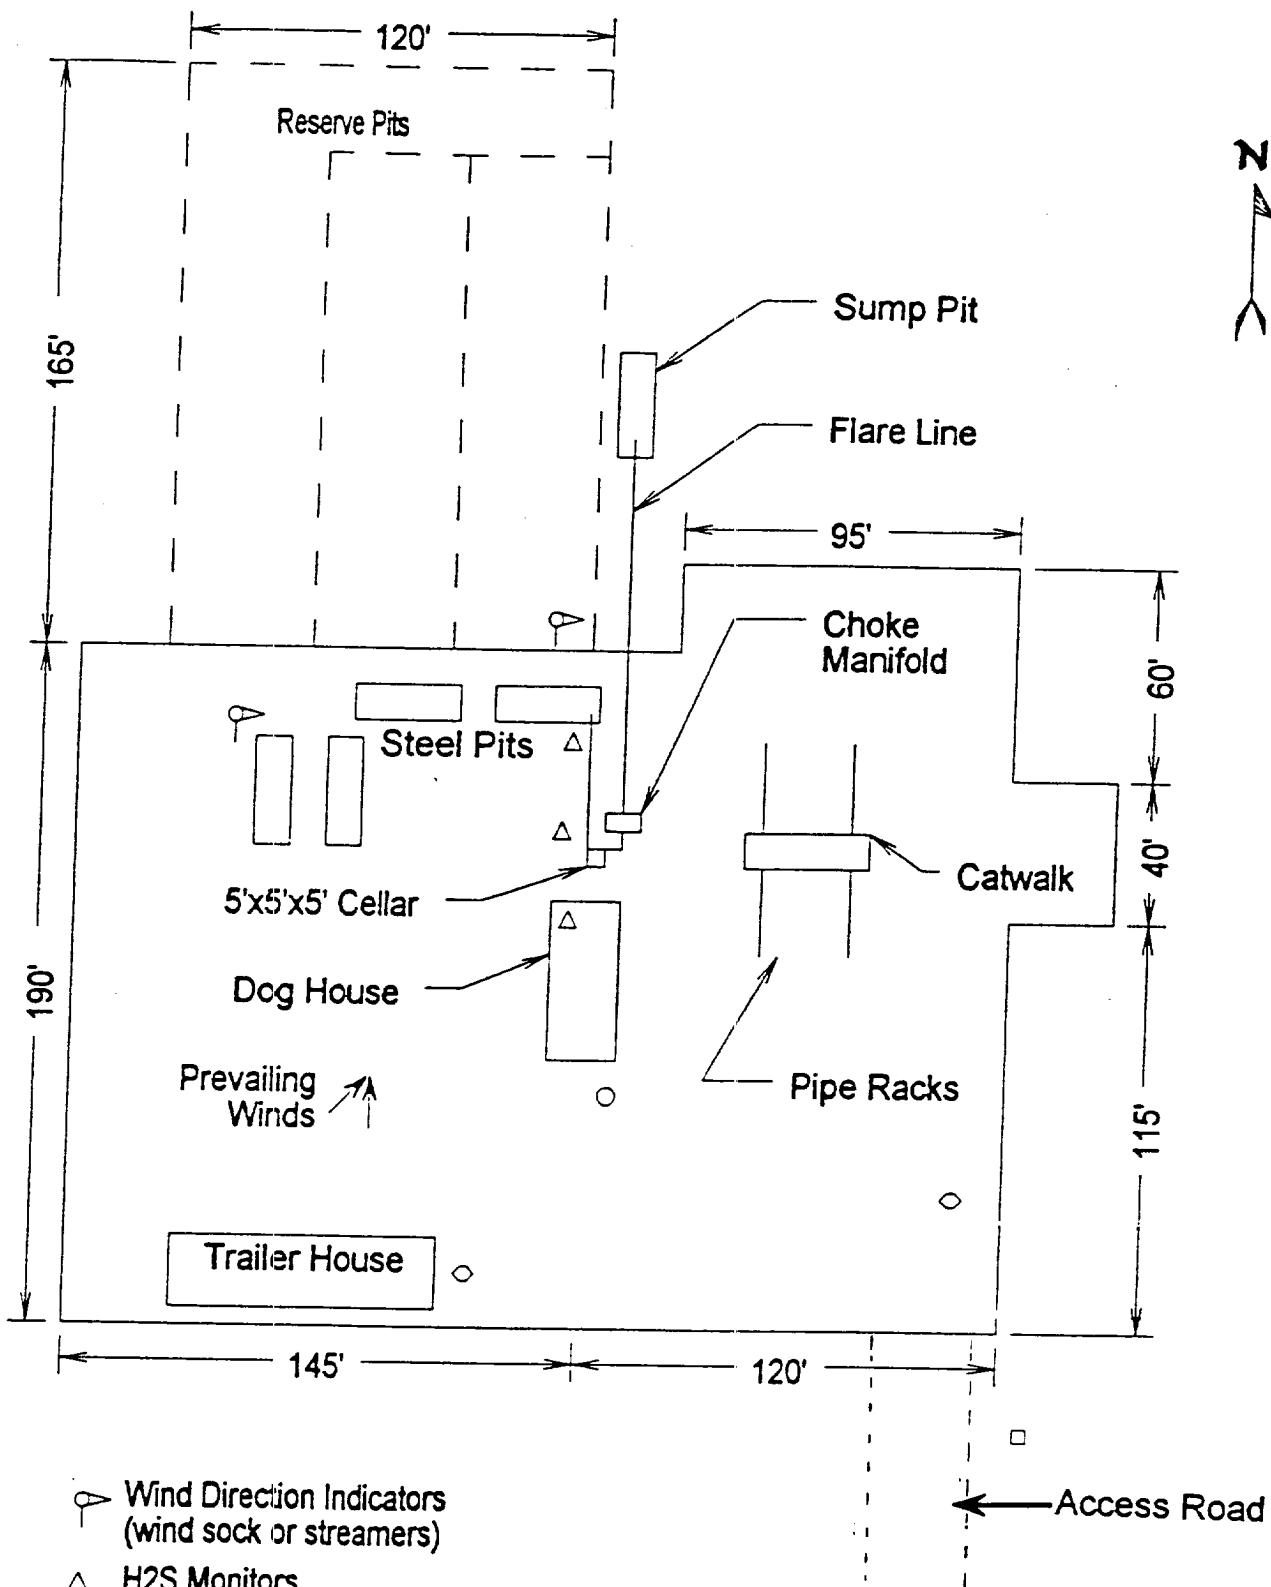 120'
Reserve Pits
N
Sump Pit
165'
Flare Line
95'
Choke
Manifold
60'
Steel Pits
40'
Catwalk
5'x5'x5' Cellar
190'
Dog House
Prevailing
Winds
Pipe Racks
115'
Trailer House
145'
120'
Wind Direction Indicators
(wind sock or streamers)
Access Road
H2S Monitors